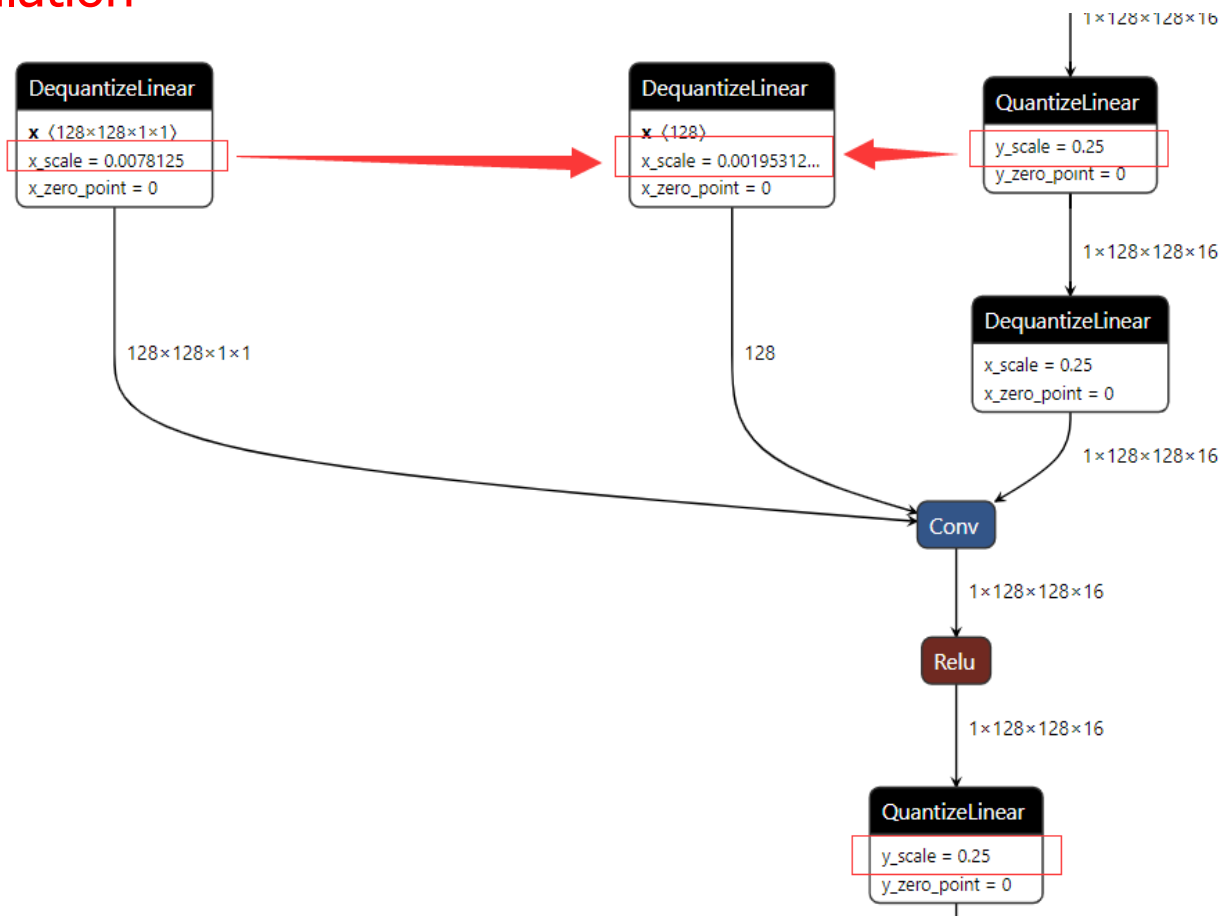 1×128×128×16
DequantizeLinear
x 〈128×128×1×1〉
x_scale = 0.0078125
x_zero_point = 0
DequantizeLinear
x 〈128〉
x_scale = 0.00195312...
x_zero_point = 0
QuantizeLinear
y_scale = 0.25
y_zero_point = 0
1×128×128×16
DequantizeLinear
x_scale = 0.25
x_zero_point = 0
128×128×1×1
128
1×128×128×16
Conv
1×128×128×16
Relu
1×128×128×16
QuantizeLinear
y_scale = 0.25
y_zero_point = 0